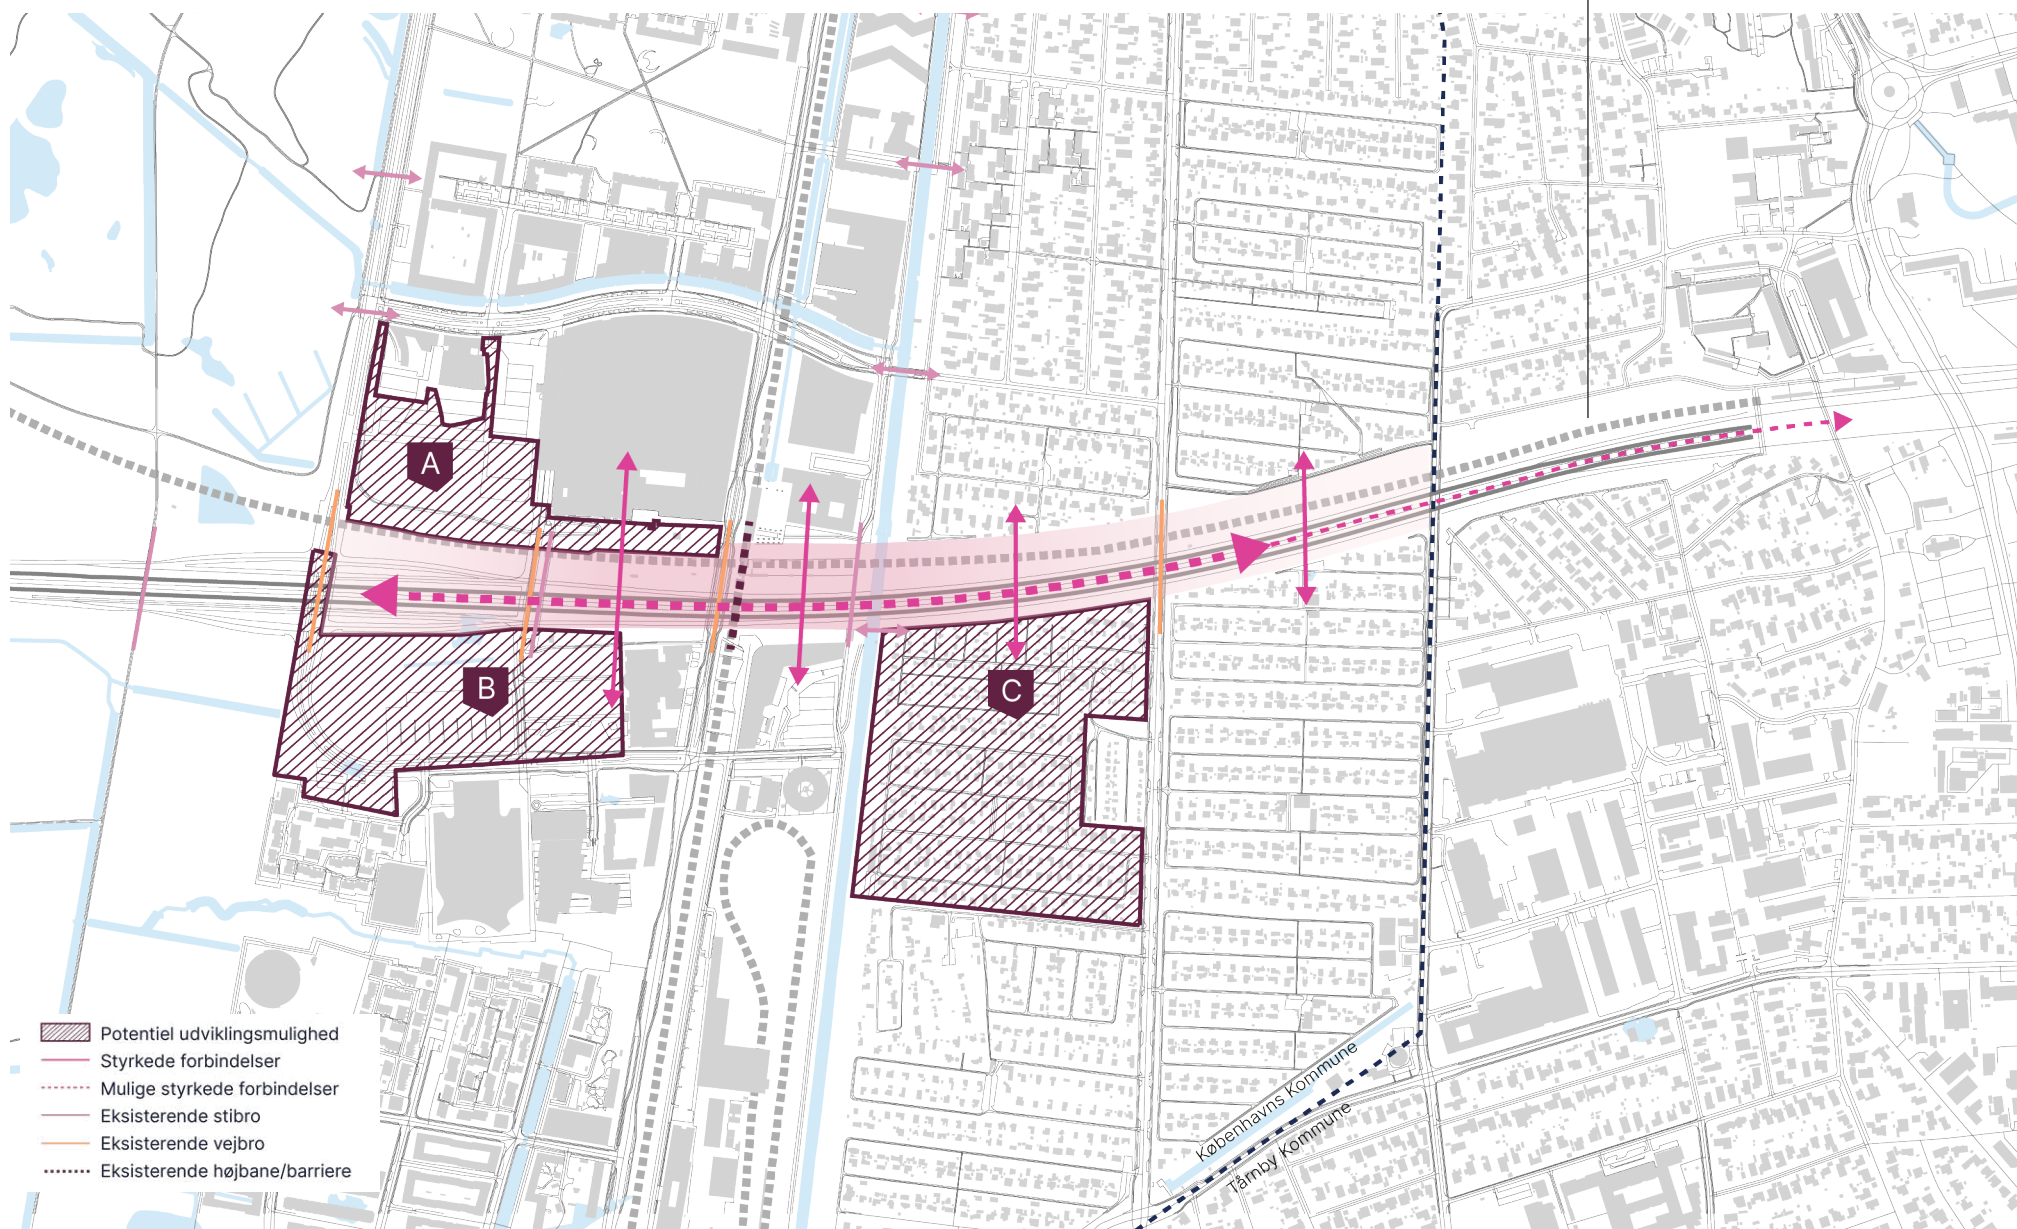 A
B
C
Potentiel udviklingsmulighed
Styrkede forbindelser
Mulige styrkede forbindelser
Eksisterende stibro
Eksisterende vejbro
Eksisterende højbane/barriere
Københavns Kommune
Tårnby Kommune